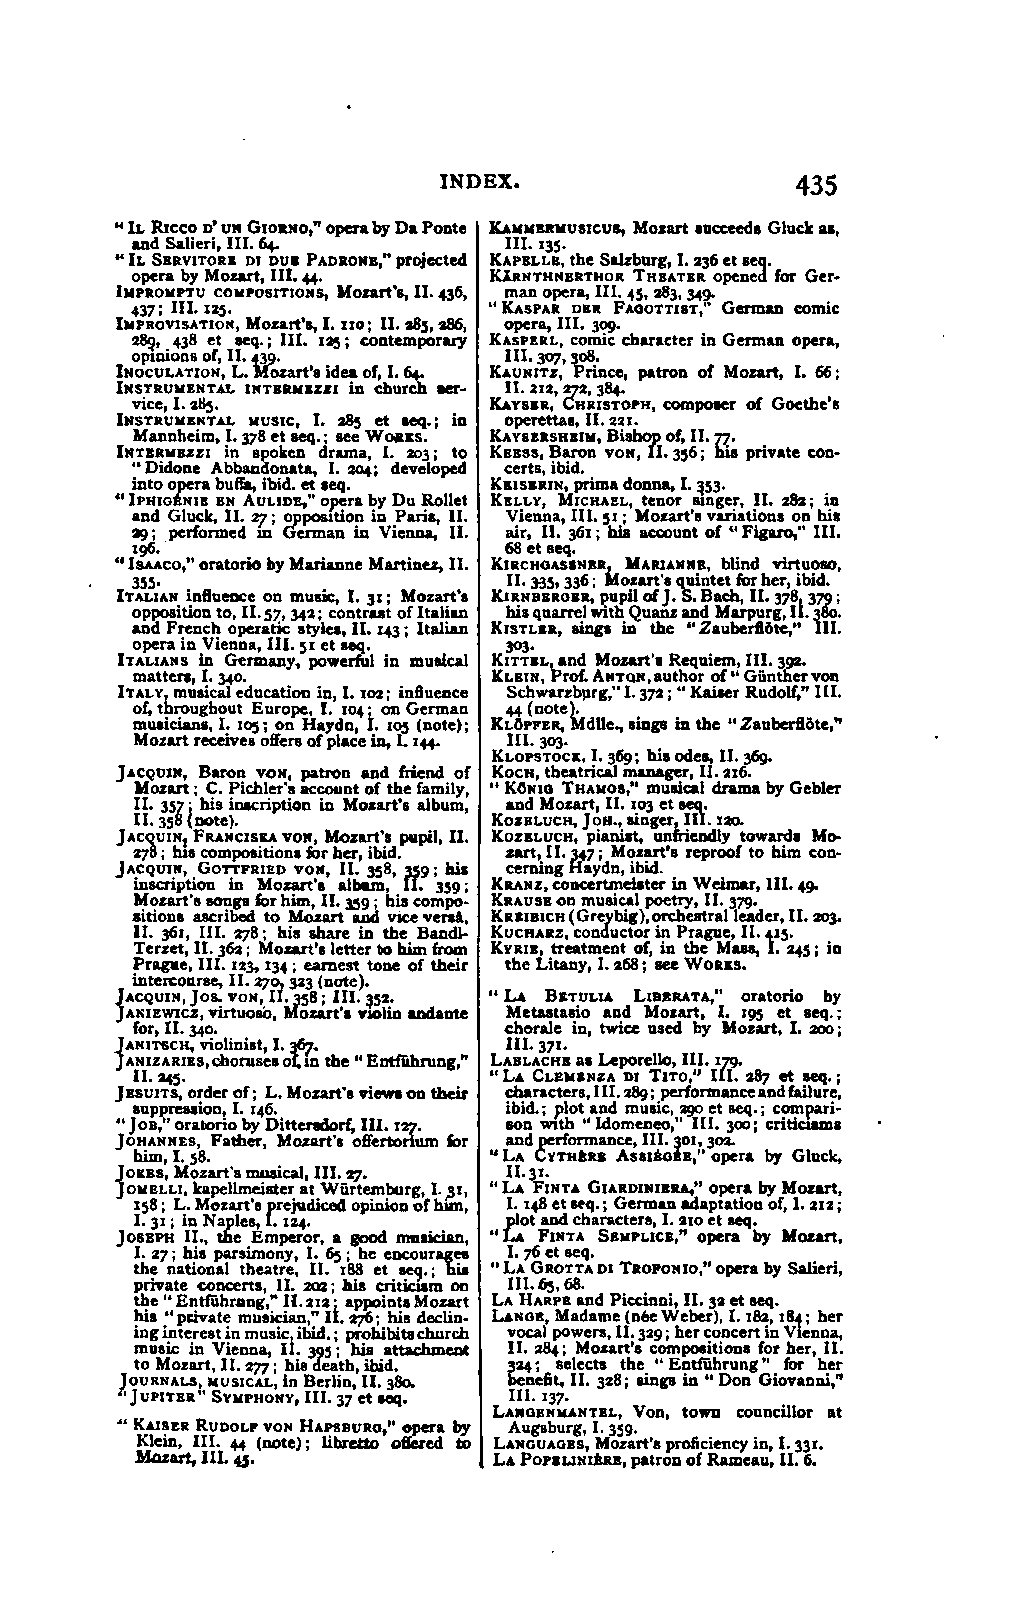 INDEX. 435
“ IL RICCO D' UN GIORNO,” opera by Da Ponte
and Salieri, III. 64.
“ IL SERVITORE DI DUE PADRONE,” projected
opera by Mozart, III. 44.
IMPROMPTU COMPOSITIONS, Mozart's, II. 436,
437; III. 125.
IMPROVISATION, Mozart's, I. 110; II. 285, 286,
289, 438 et seq.; III. 125; contemporary
opinions of, II. 439.
INOCULATION, L. Mozart's idea of, I. 64.
INSTRUMENTAL INTERMEZZI in church ser-
vice, I. 285.
INSTRUMENTAL MUSIC, I. 285 et seq.; in
Mannheim, I. 378 et seq.; see WORKS.
INTERMEZZI in spoken drama, I. 203; to
“Didone Abbandonata, I. 204; developed
into opera buffa, ibid. et seq.
“ IPHIGÉNIE EN AULIDE,” opera by Du Rollet
and Gluck, II. 27; opposition in Paris, II.
29; performed in German in Vienna, II.
196.
“ ISAACO,” oratorio by Marianne Martinez, II.
355.
ITALIAN influence on music, I. 31; Mozart's
opposition to, II. 57, 342; contrast of Italian
and French operatic styles, II. 143; Italian
opera in Vienna, III. 51 et seq.
ITALIANS in Germany, powerful in musical
matters, I. 340.
ITALY, musical education in, I. 102; influence
of, throughout Europe, I. 104; on German
musicians, I. 105; on Haydn, I. 105 (note);
Mozart receives offers of place in, I. 144.
JACQUIN, Baron VON, patron and friend of
Mozart; C. Pichler's account of the family,
II. 357; his inscription in Mozart's album,
II. 358 (note).
JACQUIN, FRANCISKA VON, Mozart's pupil, II.
278; his compositions for her, ibid.
JACQUIN, GOTTFRIED VON, II. 358, 359; his
inscription in Mozart's album, II. 359;
Mozart's songs for him, II. 359; his compo-
sitions ascribed to Mozart and vice versâ,
II. 361, III. 278; his share in the Bandl-
Terzet, II. 362; Mozart's letter to him from
Prague, III. 123, 134; earnest tone of their
intercourse, II. 270, 323 (note).
JACQUIN, JOS. VON, II. 358; III. 352.
JANIEWICZ, virtuoso, Mozart's violin andante
for, II. 340.
JANITSCH, violinist, I. 367.
JANIZARIES, choruses of, in the “ Entführung,”
II. 245.
JESUITS, order of; L. Mozart's views on their
suppression, I. 146.
“ JOB,” oratorio by Dittersdorf, III. 127.
JOHANNES, Father, Mozart's offertorium for
him, I. 58.
JOKES, Mozart's musical, III. 27.
JOMELLI, kapellmeister at Würtemburg, I. 31,
158; L. Mozart's prejudiced opinion of him,
I. 31; in Naples, I. 124.
JOSEPH II., the Emperor, a good musician,
I. 27; his parsimony, I. 65; he encourages
the national theatre, II. 188 et seq.; his
private concerts, II. 202; his criticism on
the “ Entführung,” II. 212; appoints Mozart
his “private musician,” II. 276; his declin-
ing interest in music, ibid.; prohibits church
music in Vienna, II. 395; his attachment
to Mozart, II. 277; his death, ibid.
JOURNALS, MUSICAL, in Berlin, II. 380.
“JUPITER” SYMPHONY, III. 37 et seq.
“ KAISER RUDOLF VON HAPSBURG,” opera by
Klein, III. 44 (note); libretto offered to
Mozart, III. 45.
KAMMERMUSICUS, Mozart succeeds Gluck as,
III. 135.
KAPELLE, the Salzburg, I. 236 et seq.
KÄRNTHNERTHOR THEATER opened for Ger-
man opera, III. 45, 283, 349.
“ KASPAR DER FAGOTTIST,” German comic
opera, III. 309.
KASPERL, comic character in German opera,
III. 307, 308.
KAUNITZ, Prince, patron of Mozart, I. 66;
II. 212, 272, 384.
KAYSER, CHRISTOPH, composer of Goethe's
operettas, II. 221.
KAYSERSHEIM, Bishop of, II. 77.
KEESS, Baron VON, II. 356; his private con-
certs, ibid.
KEISERIN, prima donna, I. 353.
KELLY, MICHAEL, tenor singer, II. 282; in
Vienna, III. 51; Mozart's variations on his
air, II. 361; his account of “ Figaro,” III.
68 et seq.
KIRCHGASSNER, MARIANNE, blind virtuoso,
II. 335, 336; Mozart's quintet for her, ibid.
KIRNBERGER, pupil of J. S. Bach, II. 378, 379;
his quarrel with Quanz and Marpurg, II. 380.
KISTLER, sings in the “Zauberflöte,” III.
303.
KITTEL, and Mozart's Requiem, III. 392.
KLEIN, Prof. ANTON, author of “ Günther von
Schwarzburg,” I. 372; “ Kaiser Rudolf,” III.
44 (note).
KLÖPFER, Mdlle., sings in the “ Zauberflöte,”
III. 303.
KLOPSTOCK, I. 369; his odes, II. 369.
KOCH, theatrical manager, II. 216.
“ KÖNIG THAMOS,” musical drama by Gebler
and Mozart, II. 103 et seq.
KOZELUCH, JOH., singer, III. 120.
KOZELUCH, pianist, unfriendly towards Mo-
zart, II. 347; Mozart's reproof to him con-
cerning Haydn, ibid.
KRANZ, concertmeister in Weimar, III. 49.
KRAUSE on musical poetry, II. 379.
KREIBICH (Greybig), orchestral leader, II. 203.
KUCHARZ, conductor in Prague, II. 415.
KYRIE, treatment of, in the Mass, I. 245; in
the Litany, I. 268; see WORKS.
“ LA BETULIA LIBERATA,” oratorio by
Metastasio and Mozart, I. 195 et seq.;
chorale in, twice used by Mozart, I. 200;
III. 371.
LABLACHE as Leporello, III. 179.
“ LA CLEMENZA DI TITO,” III. 287 et seq.;
characters, III. 289; performance and failure,
ibid.; plot and music, 290 et seq.; compari-
son with “ Idomeneo,” III. 300; criticisms
and performance, III. 301, 302.
“ LA CYTHÈRE ASSIÉGÉE,” opera by Gluck,
II. 31.
“ LA FINTA GIARDINIERA,” opera by Mozart,
I. 148 et seq.; German adaptation of, I. 212;
plot and characters, I. 210 et seq.
“ LA FINTA SEMPLICE,” opera by Mozart,
I. 76 et seq.
“ LA GROTTA DI TROFONIO,” opera by Salieri,
III. 65, 68.
LA HARPE and Piccinni, II. 32 et seq.
LANGE, Madame (née Weber), I. 182, 184; her
vocal powers, II. 329; her concert in Vienna,
II. 284; Mozart's compositions for her, II.
324; selects the “ Entführung” for her
benefit, II. 328; sings in “ Don Giovanni,”
III. 137.
LANGENMANTEL, Von, town councillor at
Augsburg, I. 359.
LANGUAGES, Mozart's proficiency in, I. 331.
LA POPELINIÈRE, patron of Rameau, II. 6.